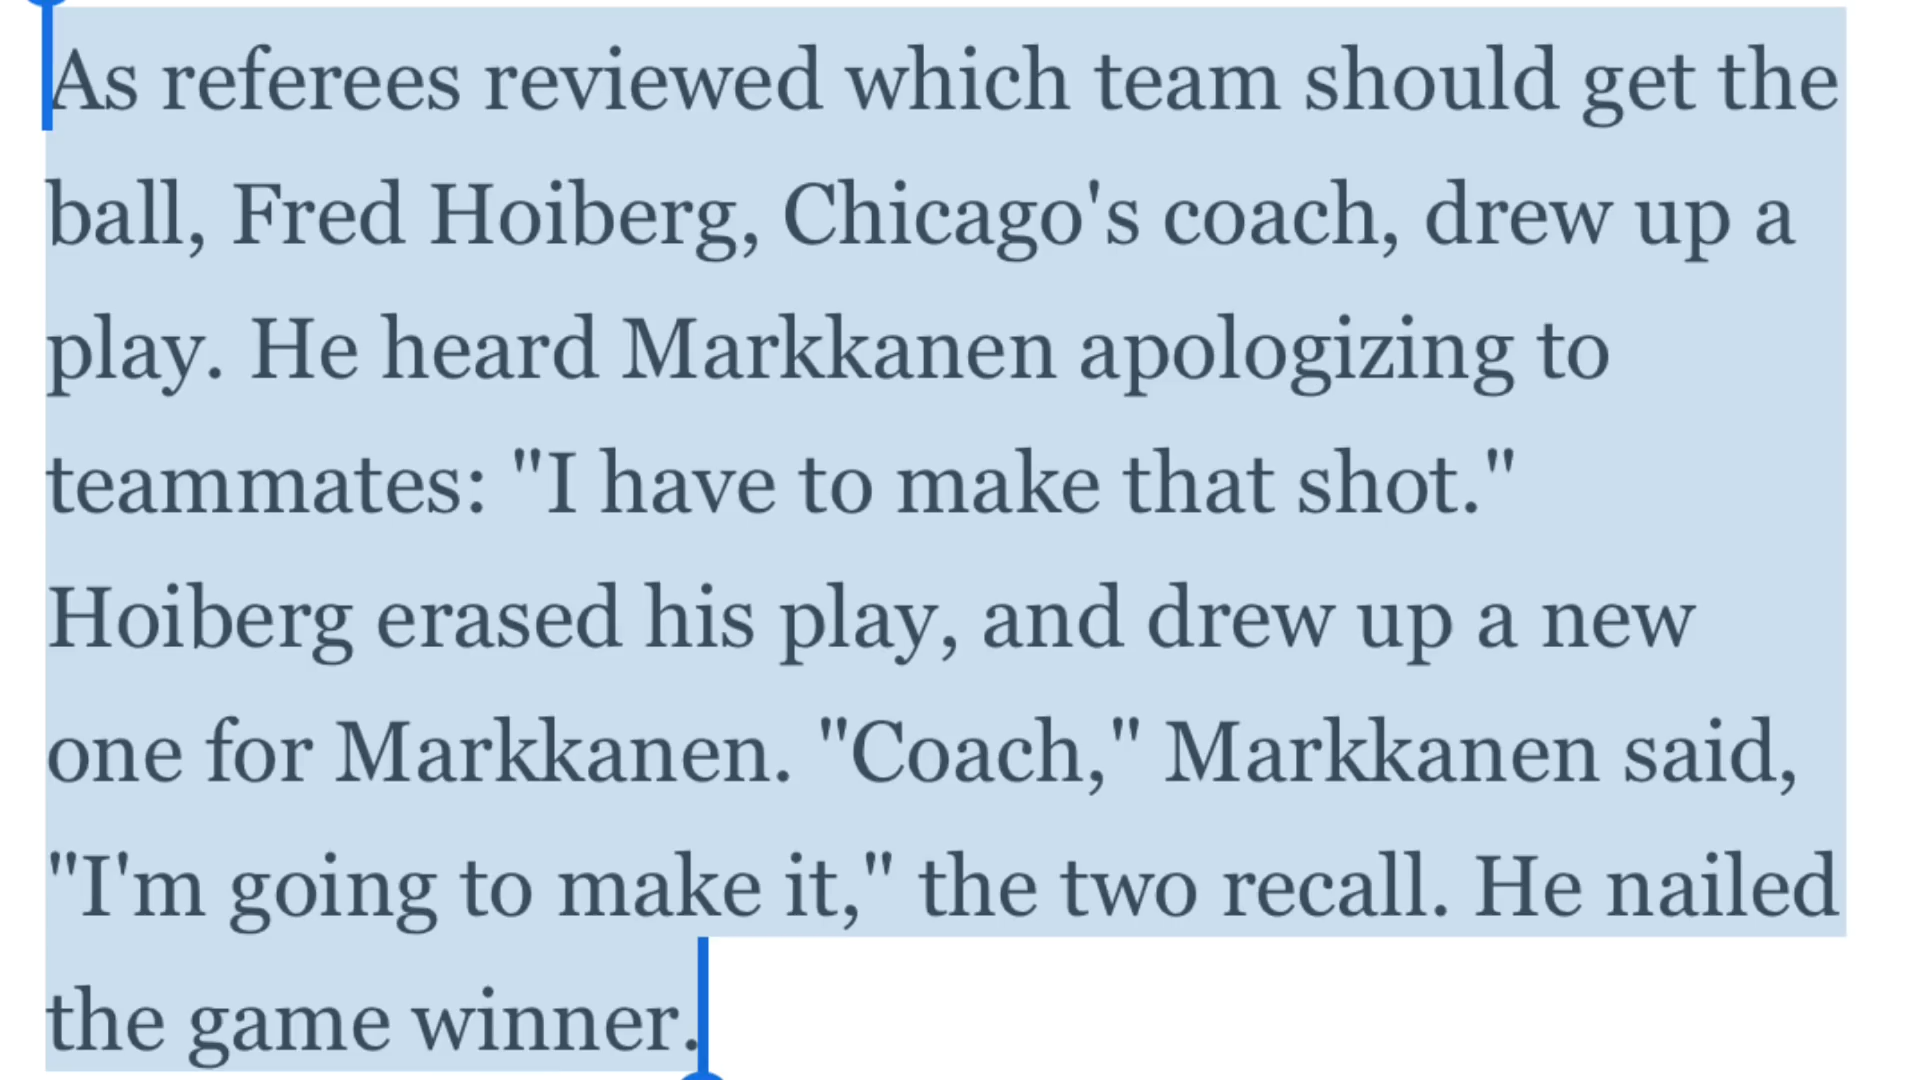 As referees reviewed which team should get the
ball, Fred Hoiberg, Chicago's coach, drew up a
play. He heard Markkanen apologizing to
teammates: "I have to make that shot."
Hoiberg erased his play, and drew up a new
one for Markkanen. "Coach," Markkanen said,
"I'm going to make it," the two recall. He nailed
the game winner.